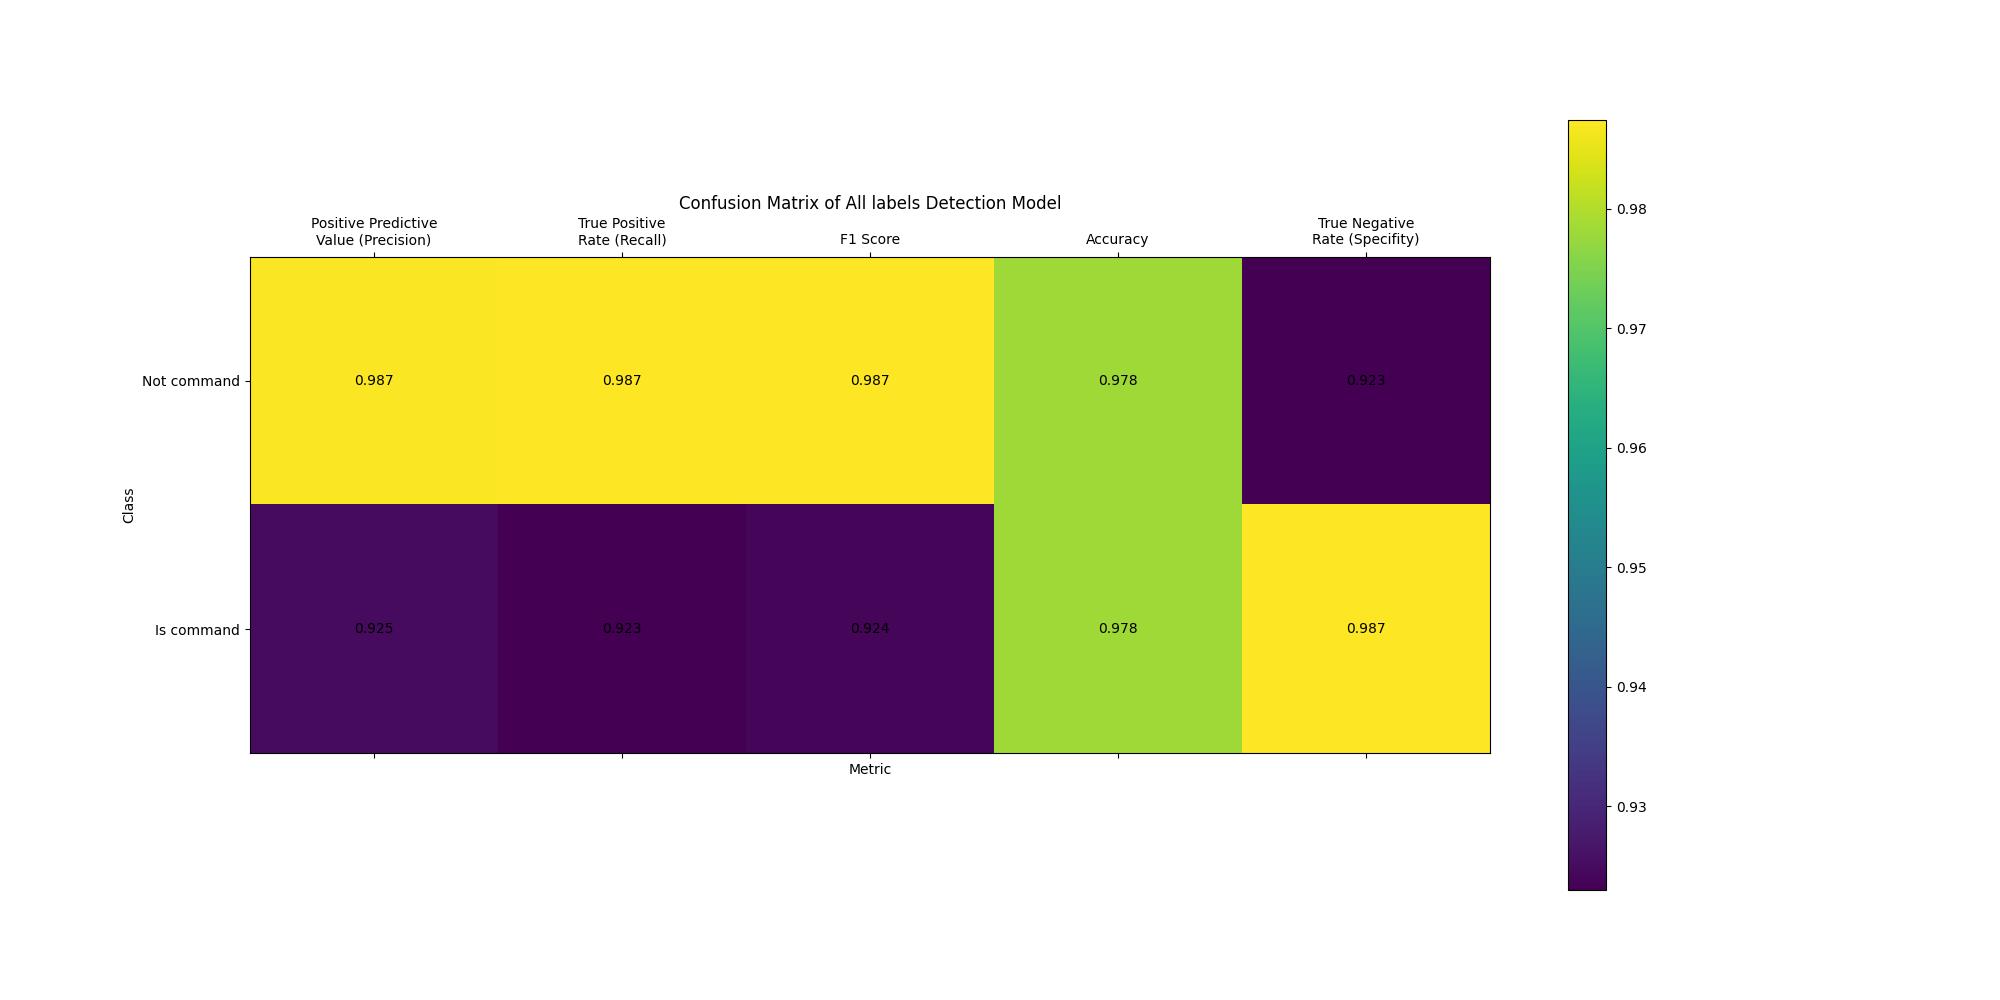 Confusion Matrix of All labels Detection Model
Positive Predictive
Value (Precision)
True Positive
Rate (Recall)
F1 Score
Accuracy
True Negative
Rate (Specifity)
Not command
0.987
0.987
0.987
0.978
0.923
Is command
0.925
0.923
0.924
0.978
0.987
Class
Metric
0.98
0.97
0.96
0.95
0.94
0.93